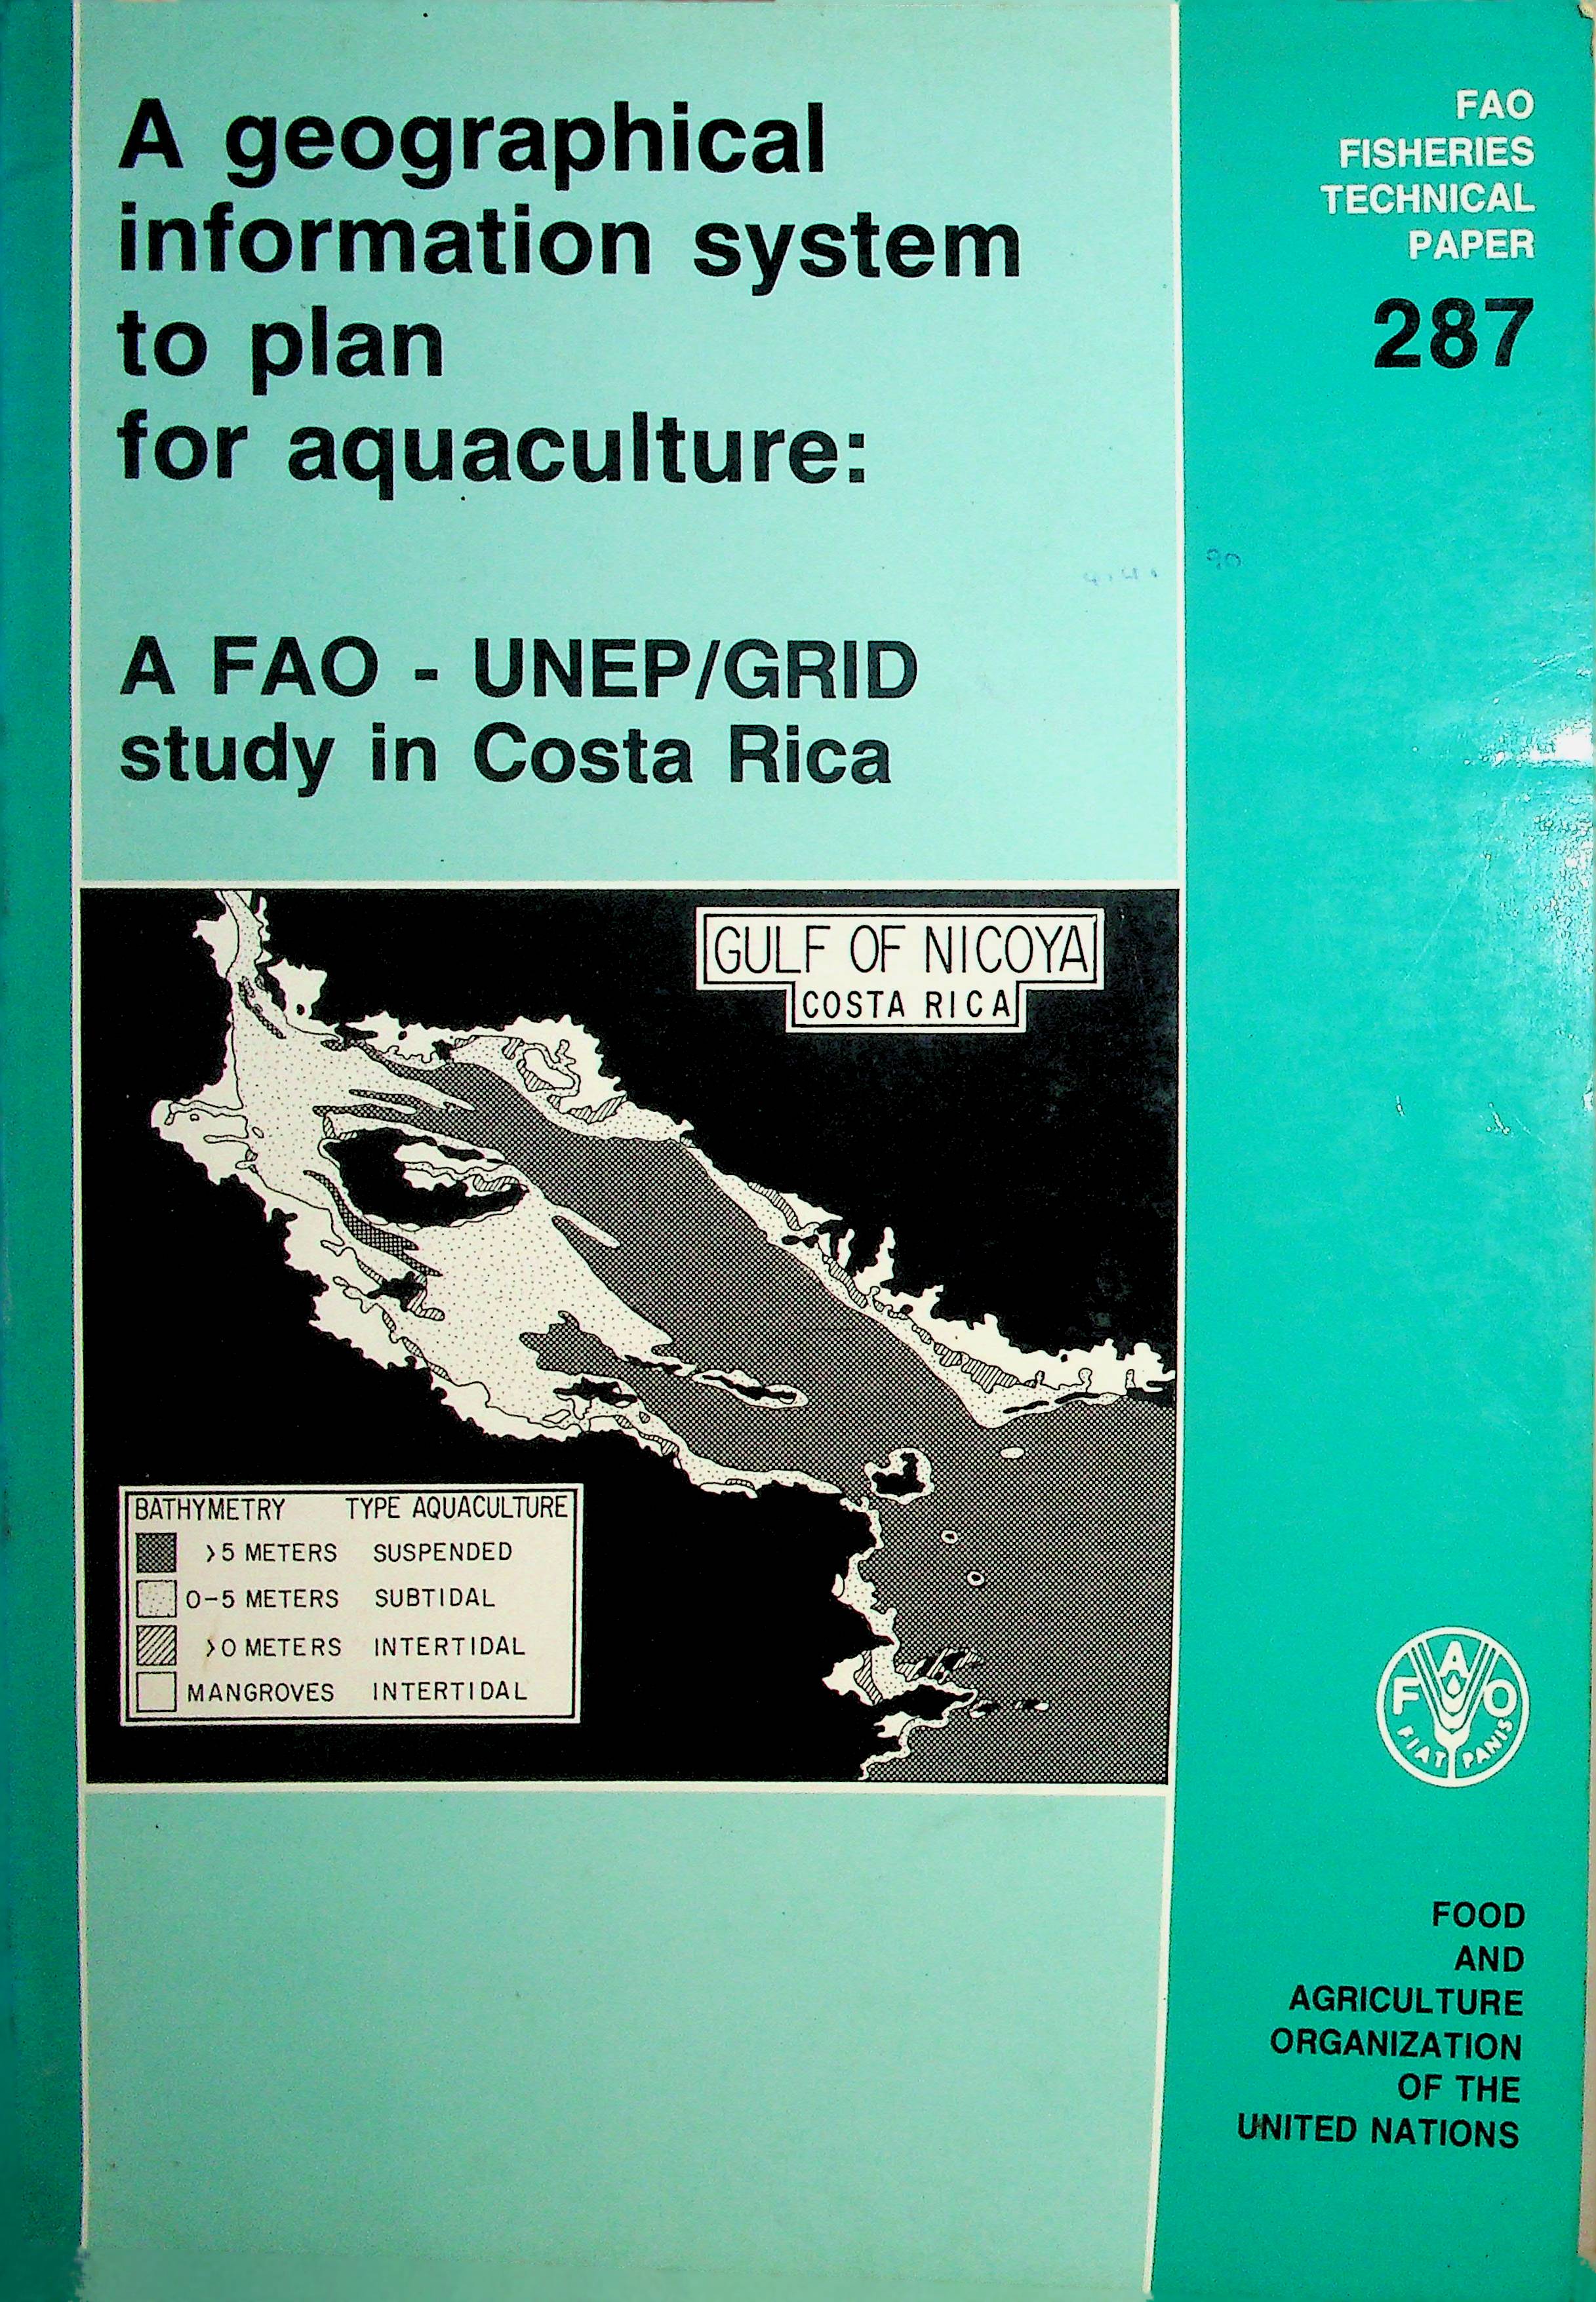 A geographical
information system
to plan
for aquaculture:
A FAO - UNEP/GRID
study in Costa Rica
FAO
FISHERIES
TECHNICAL
PAPER
287
90
GULF OF NICOYA
COSTA RICA
BATHYMETRY TYPE AQUACULTURE
>5 METERS SUSPENDED
0-5 METERS SUBTIDAL
>0 METERS INTERTIDAL
MANGROVES INTERTIDAL
F A O
FIAT PANIS
FOOD
AND
AGRICULTURE
ORGANIZATION
OF THE
UNITED NATIONS